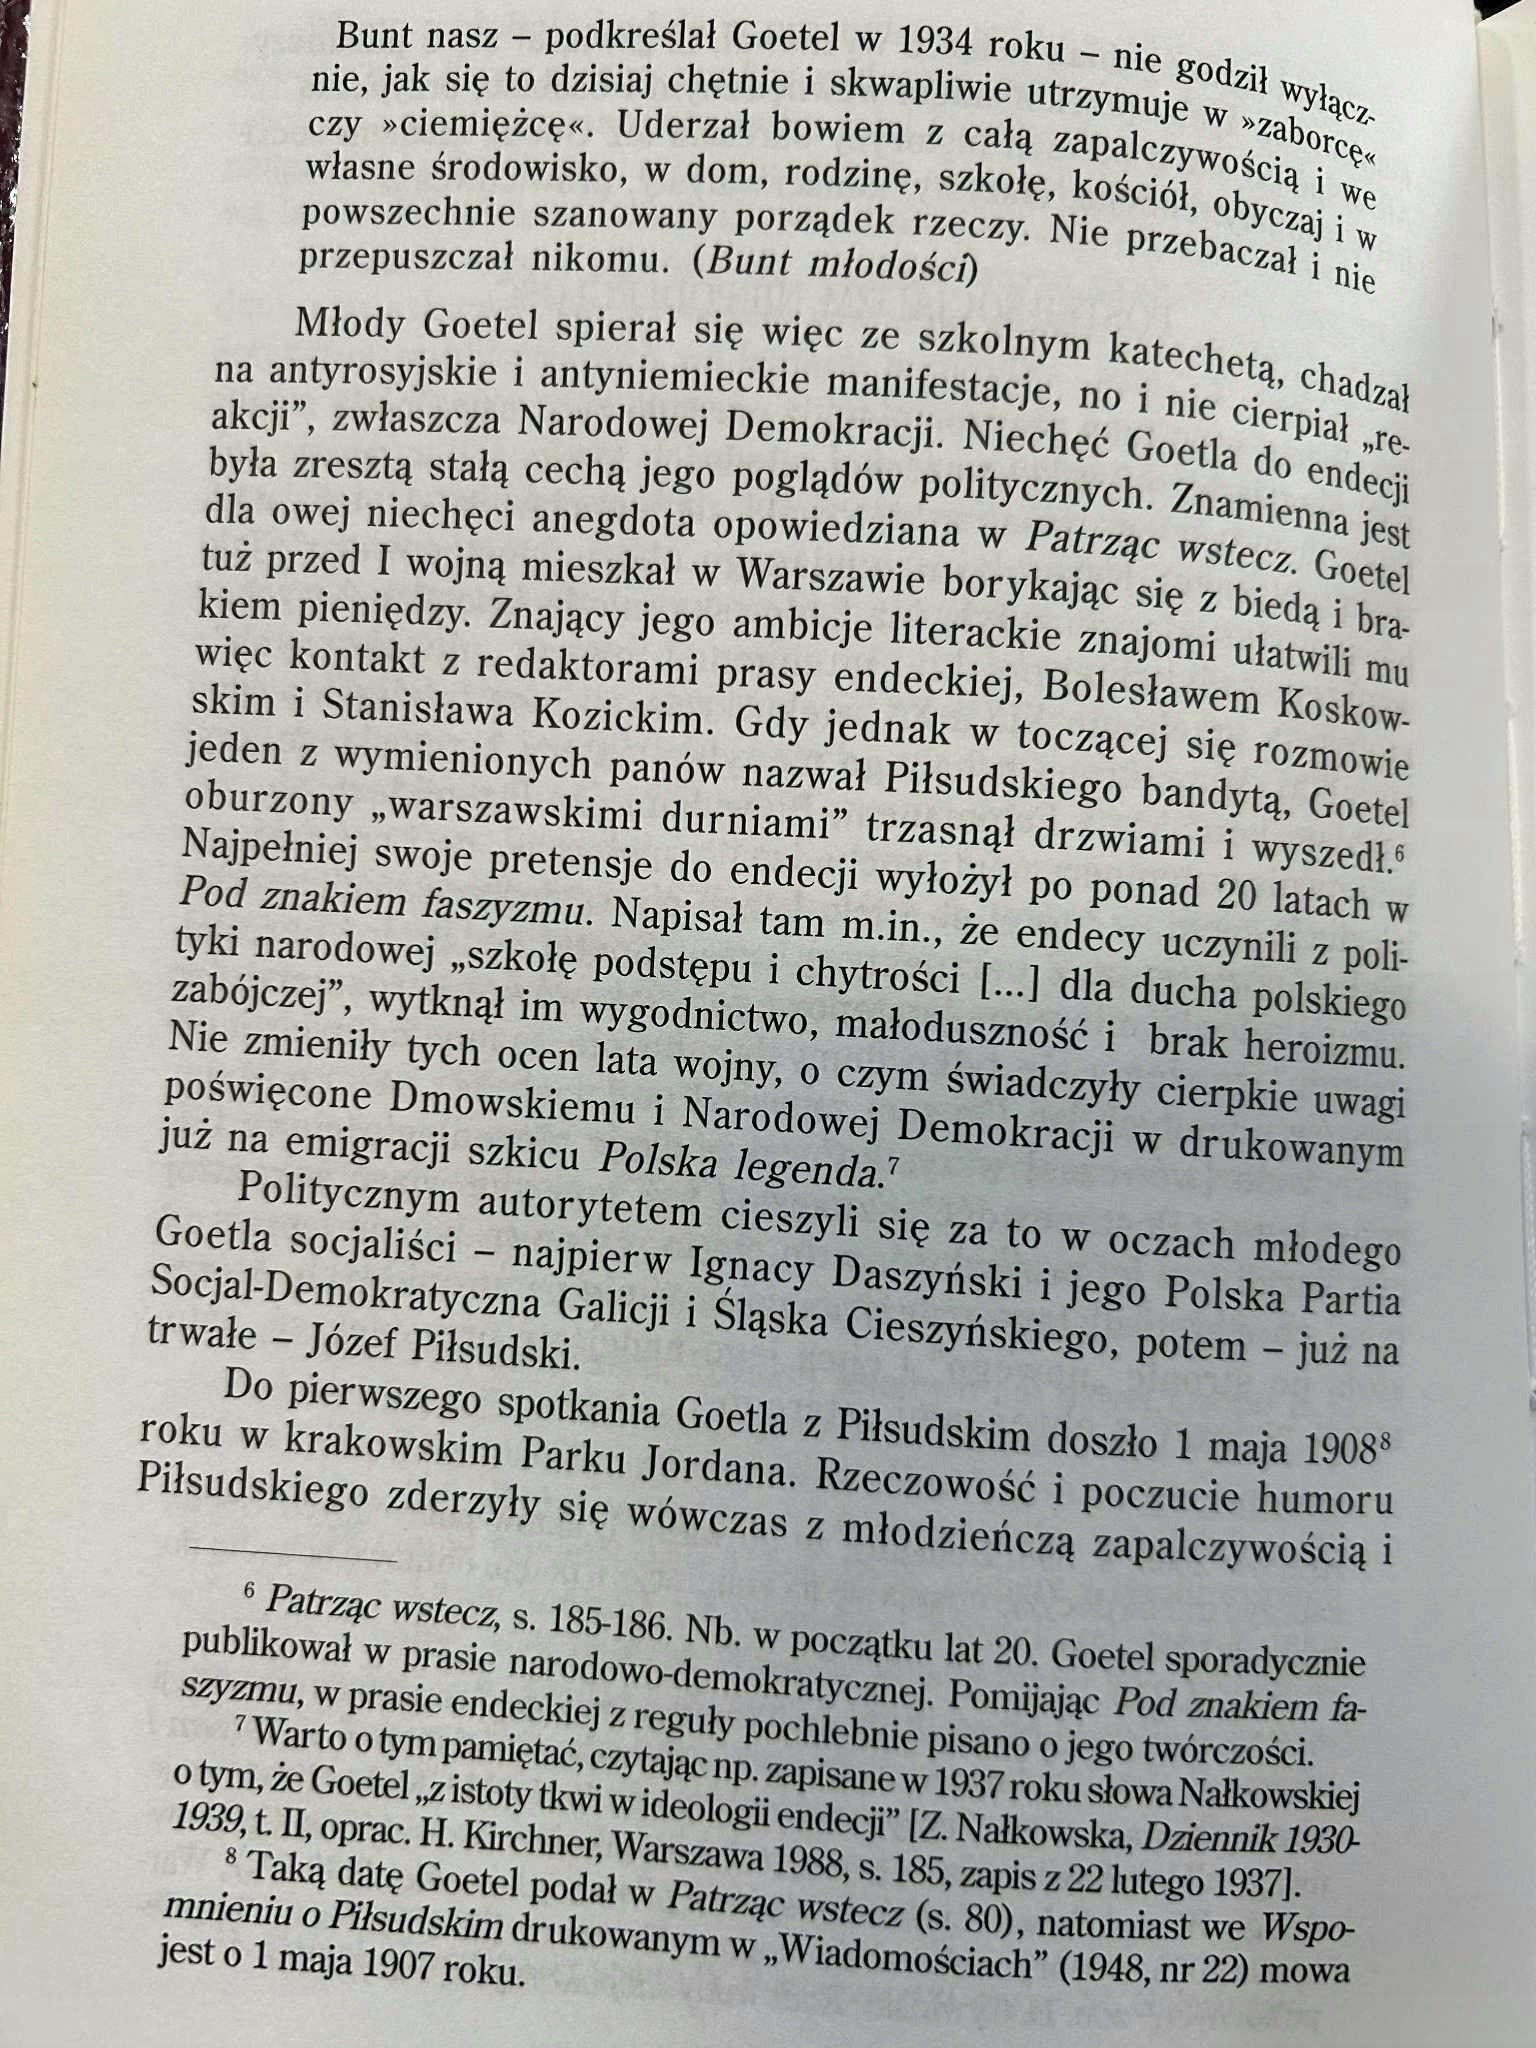 Bunt nasz – podkreślał Goetel w 1934 roku – nie godził wyłącz-
nie, jak się to dzisiaj chętnie i skwapliwie utrzymuje w »zaborcę«
czy »ciemiężcę«. Uderzał bowiem z całą zapalczywością i we
własne środowisko, w dom, rodzinę, szkołę, kościół, obyczaj i w
powszechnie szanowany porządek rzeczy. Nie przebaczał i nie
przepuszczał nikomu. (Bunt młodości)
Młody Goetel spierał się więc ze szkolnym katechetą, chadzał
na antyrosyjskie i antyniemieckie manifestacje, no i nie cierpiał „re-
akcji”, zwłaszcza Narodowej Demokracji. Niechęć Goetla do endecji
była zresztą stałą cechą jego poglądów politycznych. Znamienna jest
dla owej niechęci anegdota opowiedziana w Patrząc wstecz. Goetel
tuż przed I wojną mieszkał w Warszawie borykając się z biedą i bra-
kiem pieniędzy. Znający jego ambicje literackie znajomi ułatwili mu
więc kontakt z redaktorami prasy endeckiej, Bolesławem Koskow-
skim i Stanisława Kozickim. Gdy jednak w toczącej się rozmowie
jeden z wymienionych panów nazwał Piłsudskiego bandytą, Goetel
oburzony „warszawskimi durniami” trzasnął drzwiami i wyszedł.⁶
Najpełniej swoje pretensje do endecji wyłożył po ponad 20 latach w
Pod znakiem faszyzmu. Napisał tam m.in., że endecy uczynili z poli-
tyki narodowej „szkołę podstępu i chytrości [...] dla ducha polskiego
zabójczej”, wytknął im wygodnictwo, małoduszność i brak heroizmu.
Nie zmieniły tych ocen lata wojny, o czym świadczyły cierpkie uwagi
poświęcone Dmowskiemu i Narodowej Demokracji w drukowanym
już na emigracji szkicu Polska legenda.⁷
Politycznym autorytetem cieszyli się za to w oczach młodego
Goetla socjaliści – najpierw Ignacy Daszyński i jego Polska Partia
Socjal-Demokratyczna Galicji i Śląska Cieszyńskiego, potem – już na
trwałe – Józef Piłsudski.
Do pierwszego spotkania Goetla z Piłsudskim doszło 1 maja 1908⁸
roku w krakowskim Parku Jordana. Rzeczowość i poczucie humoru
Piłsudskiego zderzyły się wówczas z młodzieńczą zapalczywością i
⁶ Patrząc wstecz, s. 185-186. Nb. w początku lat 20. Goetel sporadycznie
publikował w prasie narodowo-demokratycznej. Pomijając Pod znakiem fa-
szyzmu, w prasie endeckiej z reguły pochlebnie pisano o jego twórczości.
⁷ Warto o tym pamiętać, czytając np. zapisane w 1937 roku słowa Nałkowskiej
o tym, że Goetel „z istoty tkwi w ideologii endecji” [Z. Nałkowska, Dziennik 1930-
1939, t. II, oprac. H. Kirchner, Warszawa 1988, s. 185, zapis z 22 lutego 1937].
⁸ Taką datę Goetel podał w Patrząc wstecz (s. 80), natomiast we Wspo-
mnieniu o Piłsudskim drukowanym w „Wiadomościach” (1948, nr 22) mowa
jest o 1 maja 1907 roku.